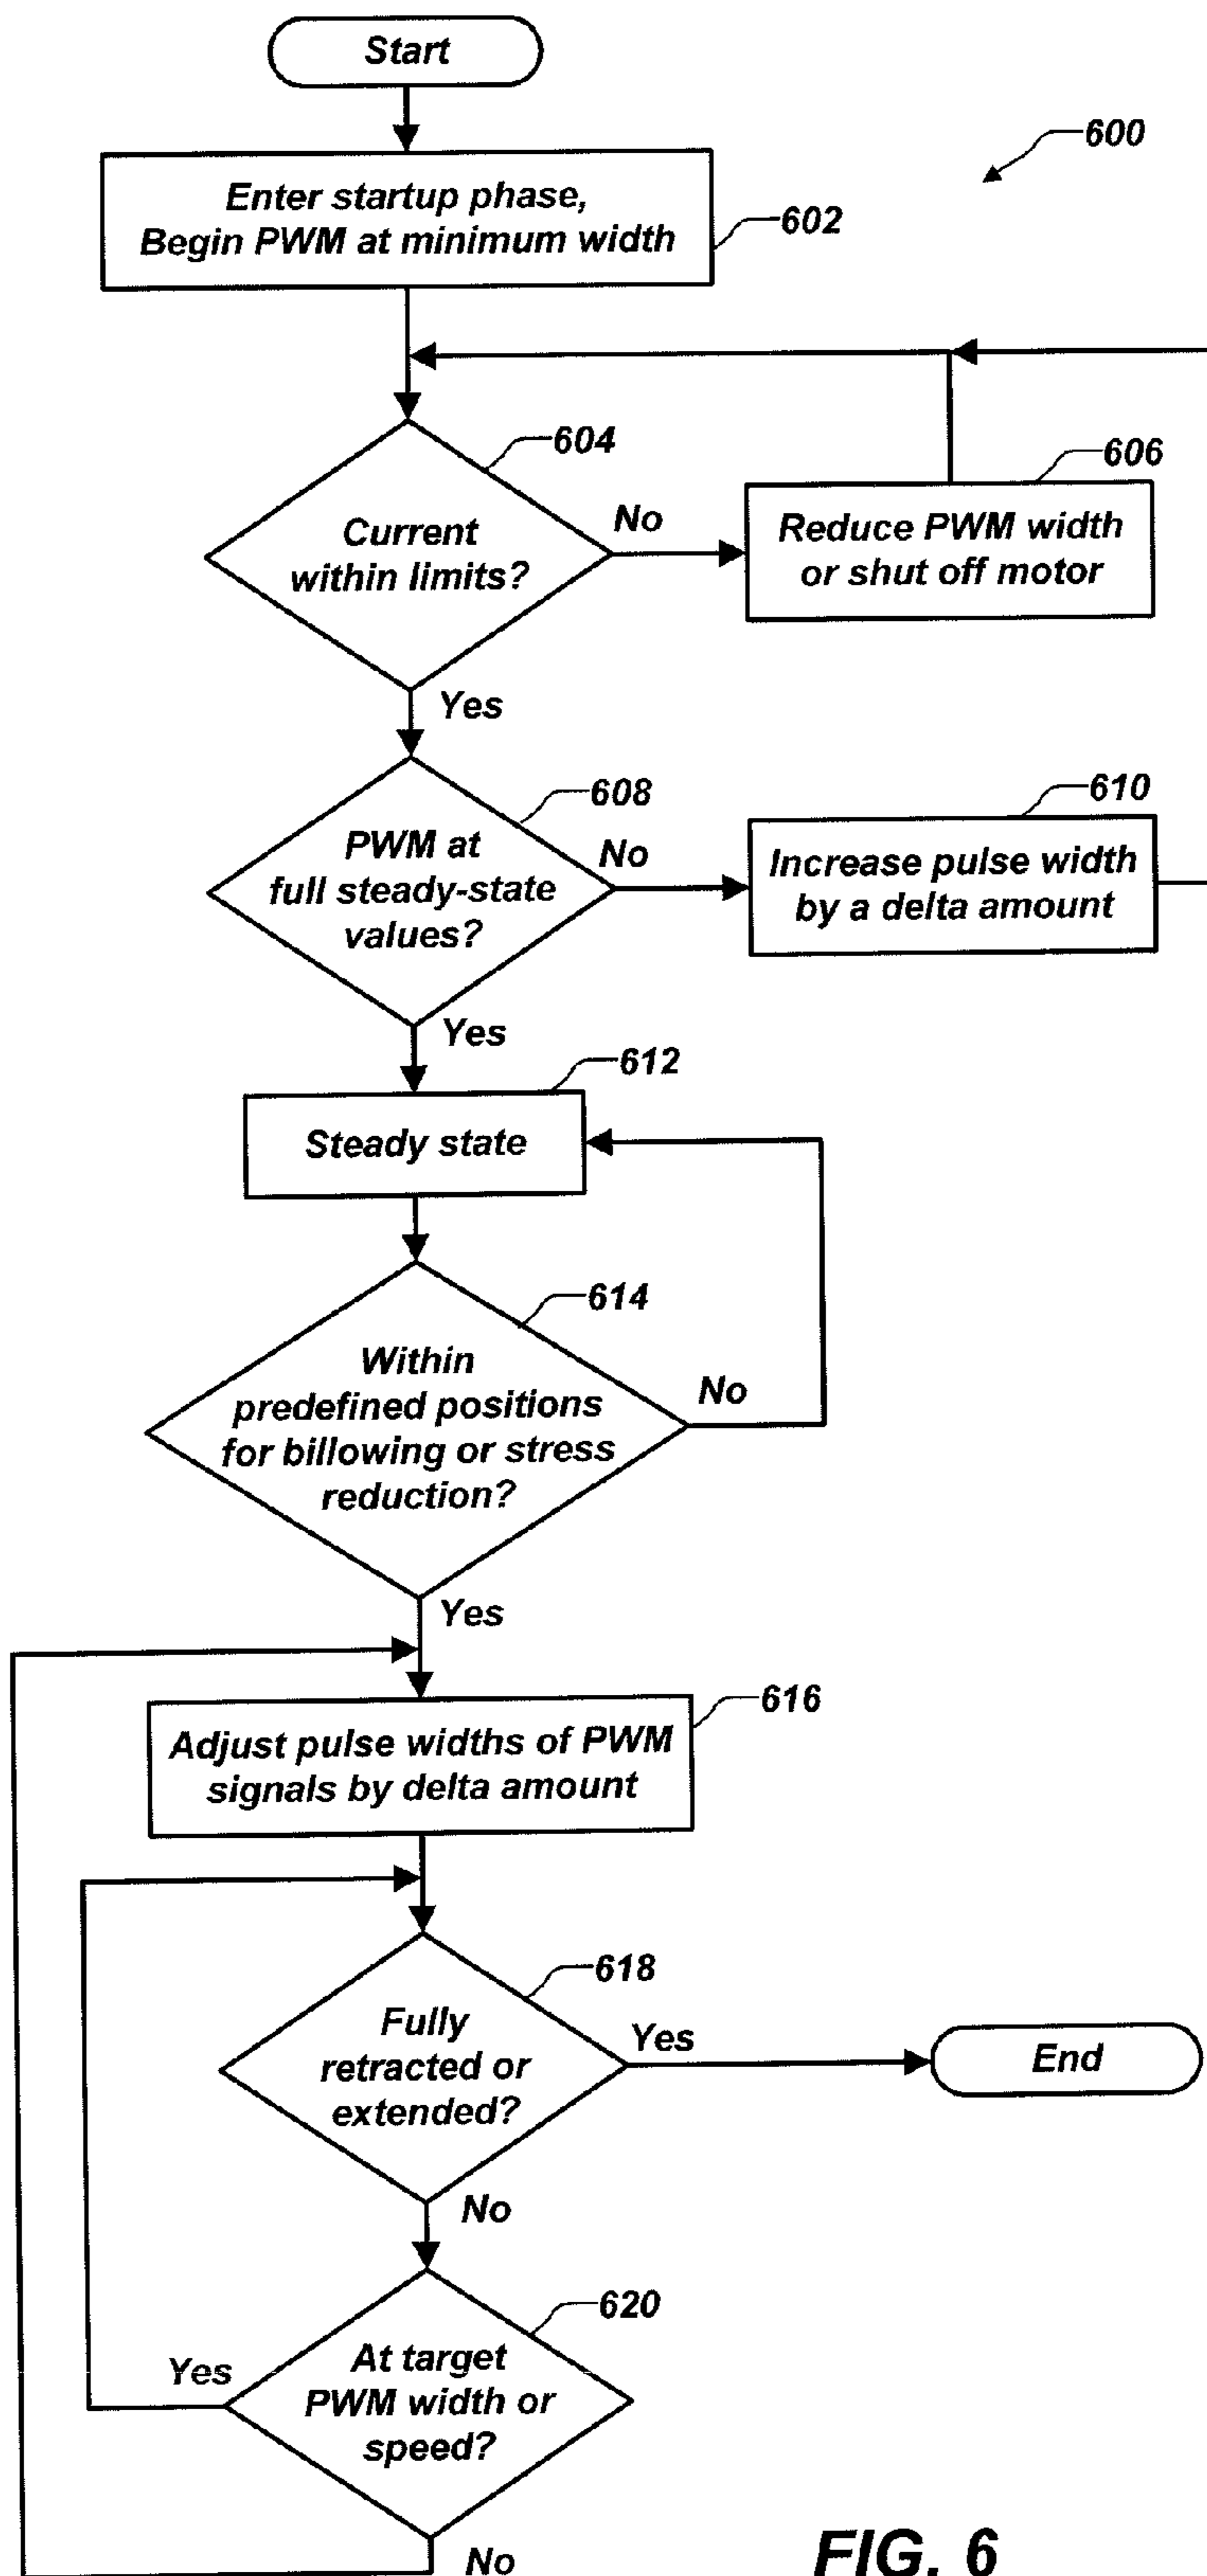 Start
600
Enter startup phase,
Begin PWM at minimum width
602
604
Current
within limits?
No
606
Reduce PWM width
or shut off motor
Yes
608
PWM at
full steady-state
values?
No
610
Increase pulse width
by a delta amount
Yes
612
Steady state
614
Within
predefined positions
for billowing or stress
reduction?
No
Yes
616
Adjust pulse widths of PWM
signals by delta amount
618
Fully
retracted or
extended?
Yes
End
No
620
At target
PWM width or
speed?
Yes
No
FIG. 6